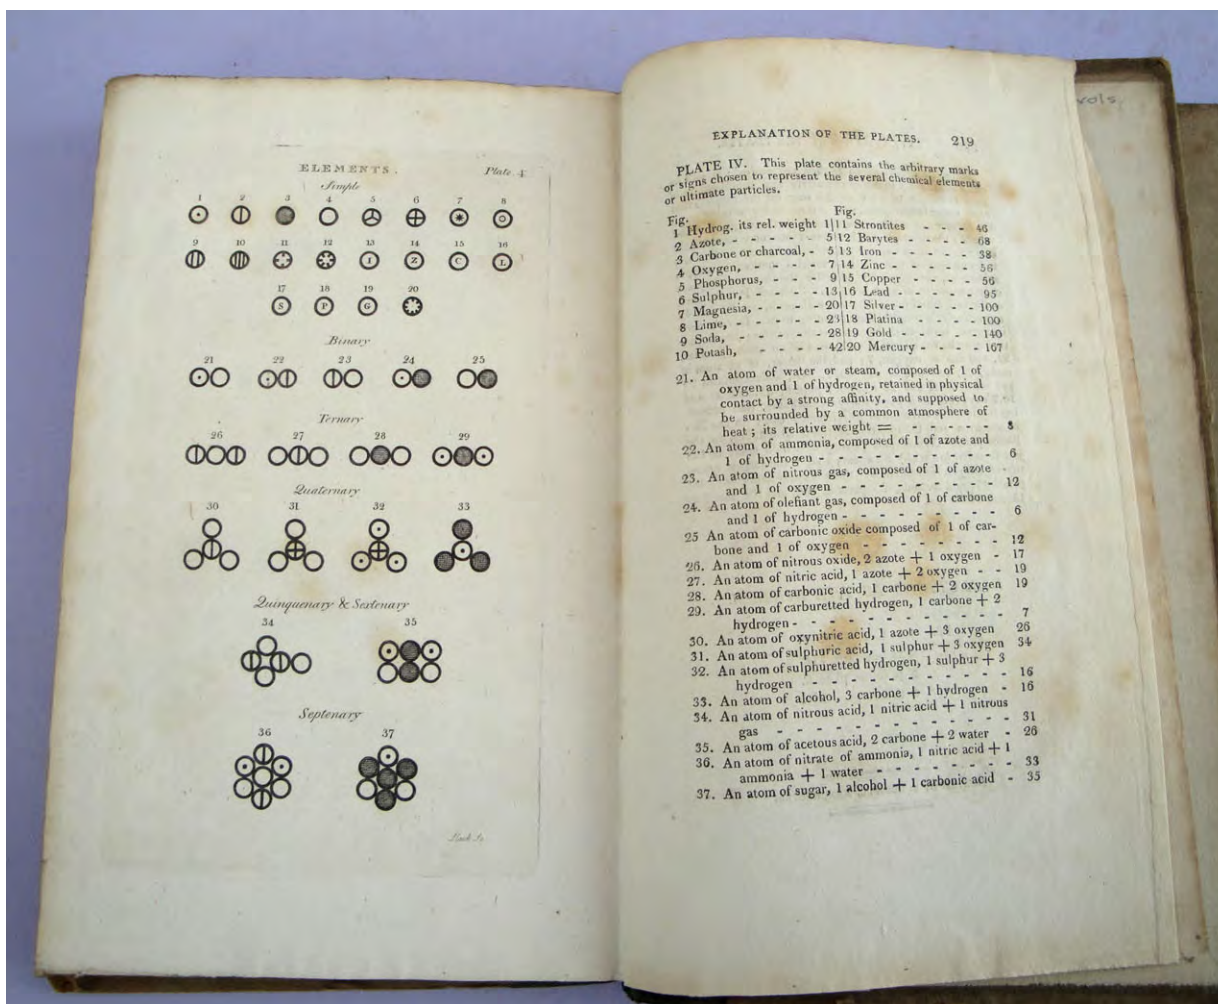 ELEMENTS.
Plate 4
Simple
1 2 3 4 5 6 7 8
9 10 11 12 13 14 15 16
I Z C L
17 18 19 20
S P G
Binary
21 22 23 24 25
Ternary
26 27 28 29
Quaternary
30 31 32 33
Quinquenary & Sextenary
34 35
Septenary
36 37
vols.
EXPLANATION OF THE PLATES. 219
PLATE IV. This plate contains the arbitrary marks
or signs chosen to represent the several chemical elements
or ultimate particles.
Fig. Fig.
1 Hydrog. its rel. weight 1 11 Strontites - - - 46
2 Azote, - - - - - 5 12 Barytes - - - - 68
3 Carbone or charcoal, - 5 13 Iron - - - - - 38
4 Oxygen, - - - - 7 14 Zinc - - - - - 56
5 Phosphorus, - - - 9 15 Copper - - - - 56
6 Sulphur, - - - - 13 16 Lead - - - - - 95
7 Magnesia, - - - - 20 17 Silver - - - - - 100
8 Lime, - - - - - 23 18 Platina - - - - 100
9 Soda, - - - - - 28 19 Gold - - - - - 140
10 Potash, - - - - 42 20 Mercury - - - - 167
21. An atom of water or steam, composed of 1 of
oxygen and 1 of hydrogen, retained in physical
contact by a strong affinity, and supposed to
be surrounded by a common atmosphere of
heat; its relative weight = - - - - - 8
22. An atom of ammonia, composed of 1 of azote and
1 of hydrogen - - - - - - - - - 6
23. An atom of nitrous gas, composed of 1 of azote
and 1 of oxygen - - - - - - - - - 12
24. An atom of olefiant gas, composed of 1 of carbone
and 1 of hydrogen - - - - - - - - 6
25 An atom of carbonic oxide composed of 1 of car-
bone and 1 of oxygen - - - - - - - 12
26. An atom of nitrous oxide, 2 azote + 1 oxygen - 17
27. An atom of nitric acid, 1 azote + 2 oxygen - - 19
28. An atom of carbonic acid, 1 carbone + 2 oxygen 19
29. An atom of carburetted hydrogen, 1 carbone + 2
hydrogen - - - - - - - - - - - 7
30. An atom of oxynitric acid, 1 azote + 3 oxygen 26
31. An atom of sulphuric acid, 1 sulphur + 3 oxygen 34
32. An atom of sulphuretted hydrogen, 1 sulphur + 3
hydrogen - - - - - - - - - - 16
33. An atom of alcohol, 3 carbone + 1 hydrogen - 16
34. An atom of nitrous acid, 1 nitric acid + 1 nitrous
gas - - - - - - - - - - - - 31
35. An atom of acetous acid, 2 carbone + 2 water - 26
36. An atom of nitrate of ammonia, 1 nitric acid + 1
ammonia + 1 water - - - - - - - - 33
37. An atom of sugar, 1 alcohol + 1 carbonic acid - 35